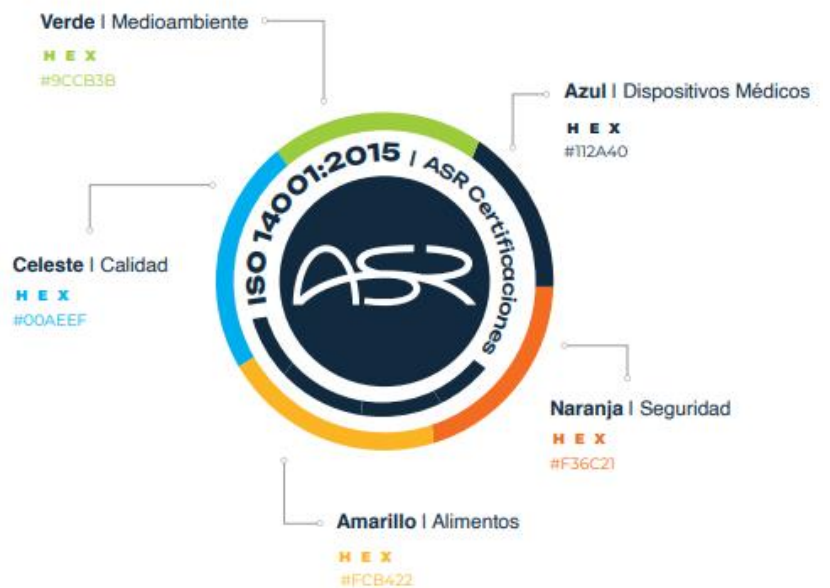 Verde | Medioambiente
HEX
#9CCB3B
Azul | Dispositivos Médicos
HEX
#112A40
ISO 14001:2015 | ASR Certificaciones
ASR
Celeste | Calidad
HEX
#00AEEF
Naranja | Seguridad
HEX
#F36C21
Amarillo | Alimentos
HEX
#FCB422